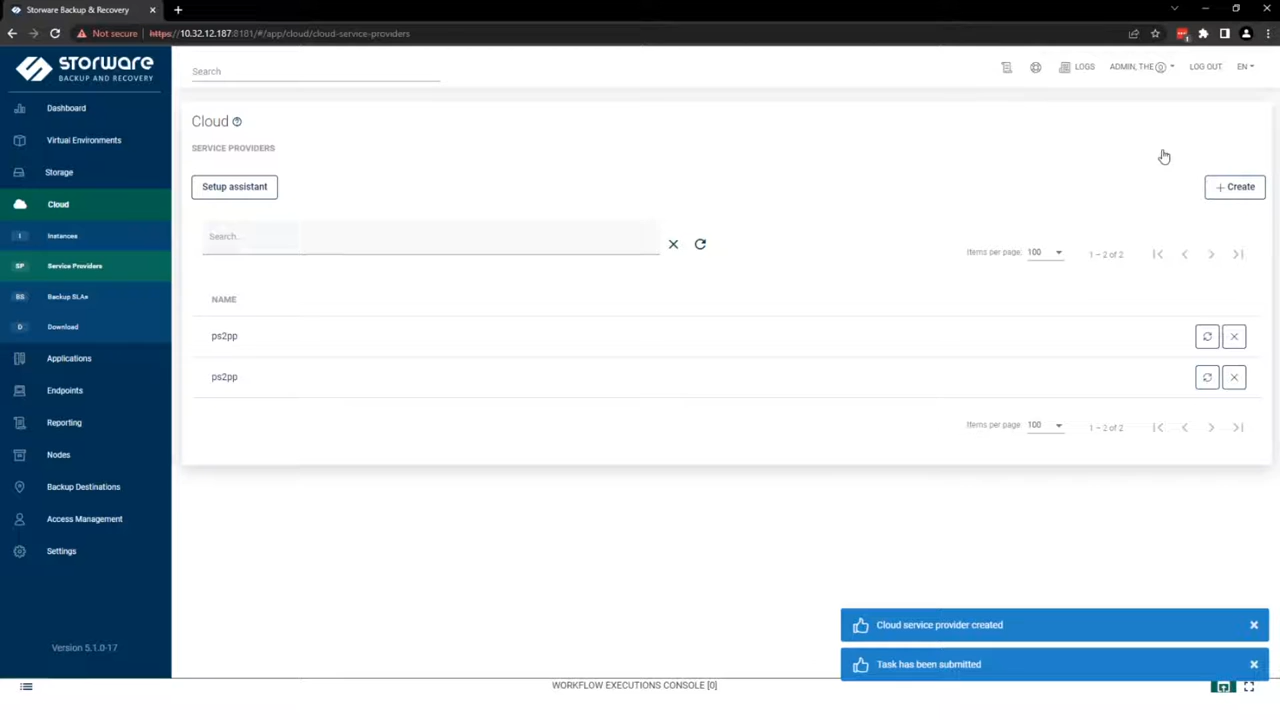 Storware Backup & Recovery
Not secure https://10.32.12.187:8181/#/app/cloud/cloud-service-providers
STORWARE
BACKUP AND RECOVERY
Search
LOGS
ADMIN, THE
LOG OUT
EN
Dashboard
Virtual Environments
Storage
Cloud
I Instances
SP Service Providers
BS Backup SLAs
D Download
Applications
Endpoints
Reporting
Nodes
Backup Destinations
Access Management
Settings
Version 5.1.0-17
Cloud
SERVICE PROVIDERS
Setup assistant
+ Create
Search...
Items per page: 100 1 – 2 of 2
NAME
ps2pp
ps2pp
Items per page 100 1 – 2 of 2
Cloud service provider created
Task has been submitted
WORKFLOW EXECUTIONS CONSOLE [0]